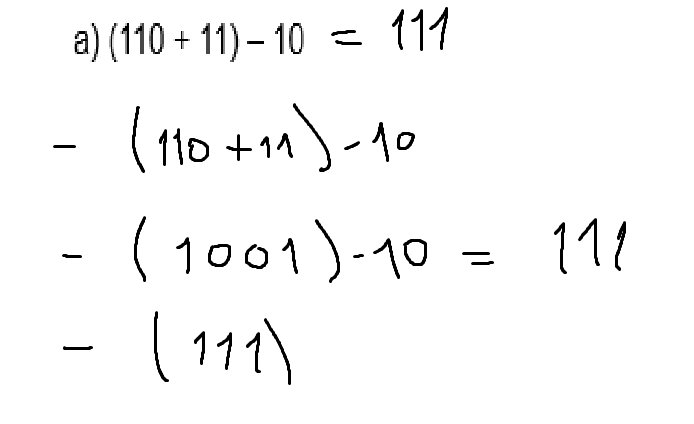 a) (110 + 11) – 10 = 111
- (110 + 11) - 10
- (1001) - 10 = 111
- (111)